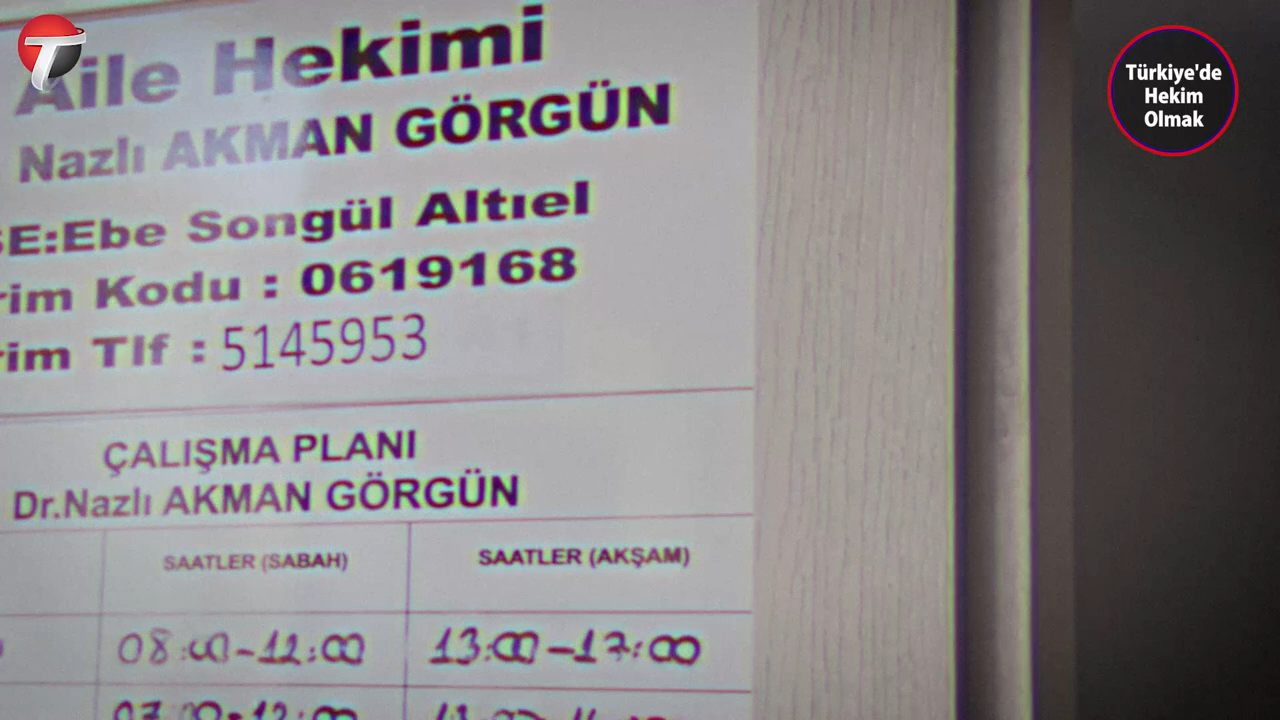 Türkiye'de
Hekim
Olmak
Aile Hekimi
Nazlı AKMAN GÖRGÜN
SE:Ebe Songül Altıel
rim Kodu : 0619168
rim Tlf : 5145953
ÇALIŞMA PLANI
Dr.Nazlı AKMAN GÖRGÜN
SAATLER (SABAH) SAATLER (AKŞAM)
08:00-12:00 13:00-17:00